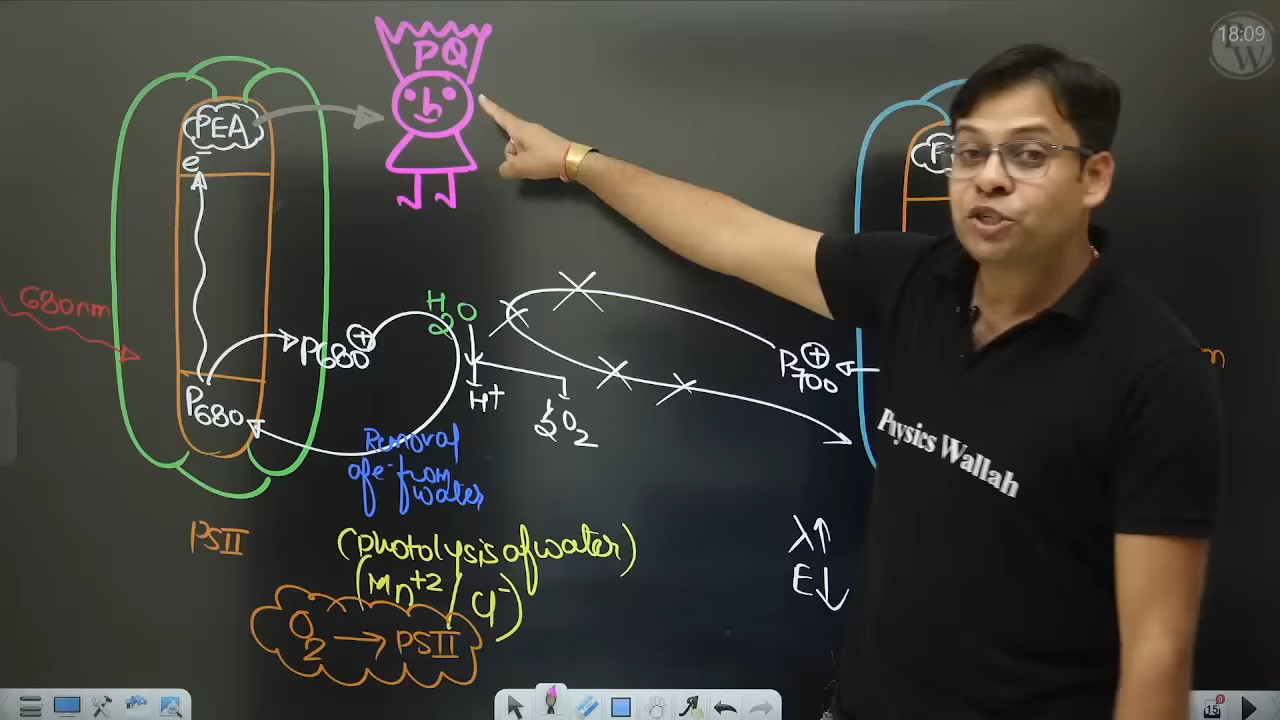 18:09
PQ
PEA
e-
680nm
H2O
P680⊕
P700⊕
P680
H+
½O2
Removal
of e- from
water
Physics Wallah
PSII
(photolysis of water)
(Mn+2/Cl-)
λ↑
E↓
O2 → PSII
15